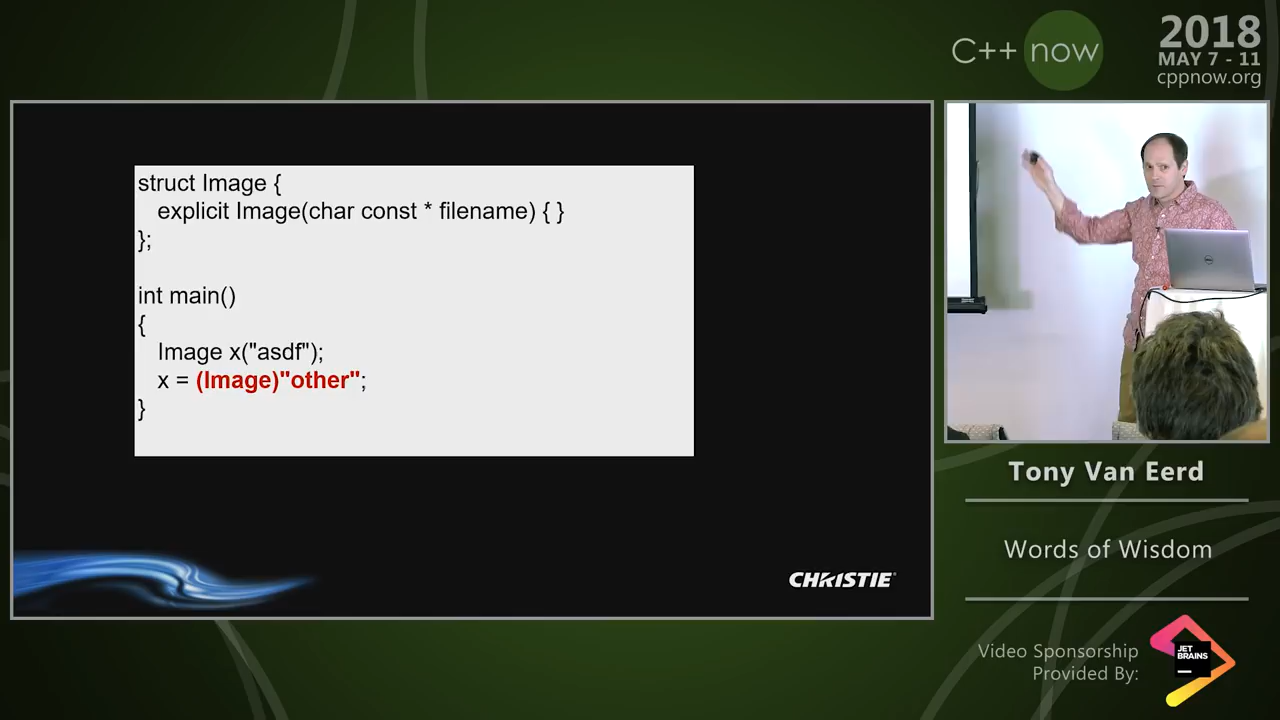 C++ now
2018
MAY 7 - 11
cppnow.org
struct Image {
explicit Image(char const * filename) { }
};
int main()
{
Image x("asdf");
x = (Image)"other";
}
CHRISTIE
Tony Van Eerd
Words of Wisdom
Video Sponsorship
Provided By:
JET
BRAINS